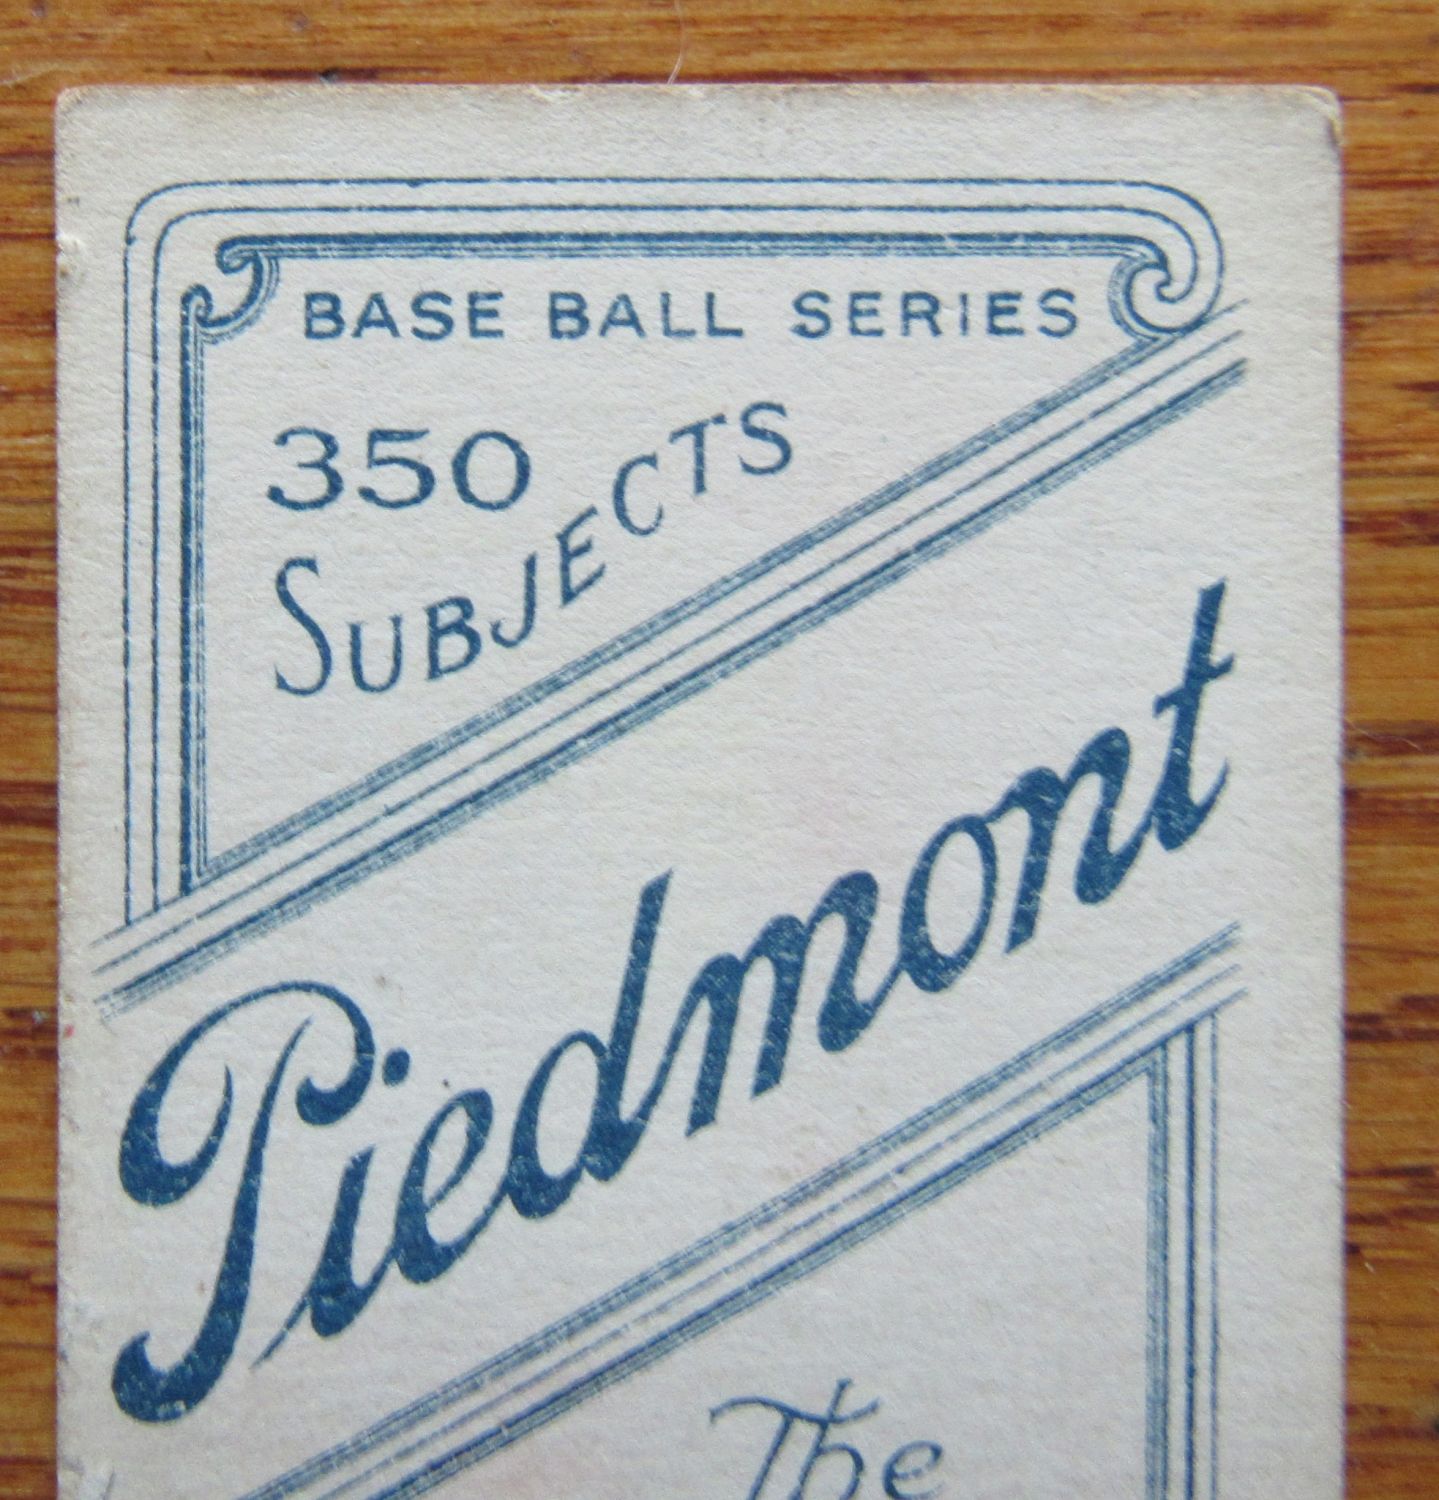 BASE BALL SERIES
350
SUBJECTS
Piedmont
The